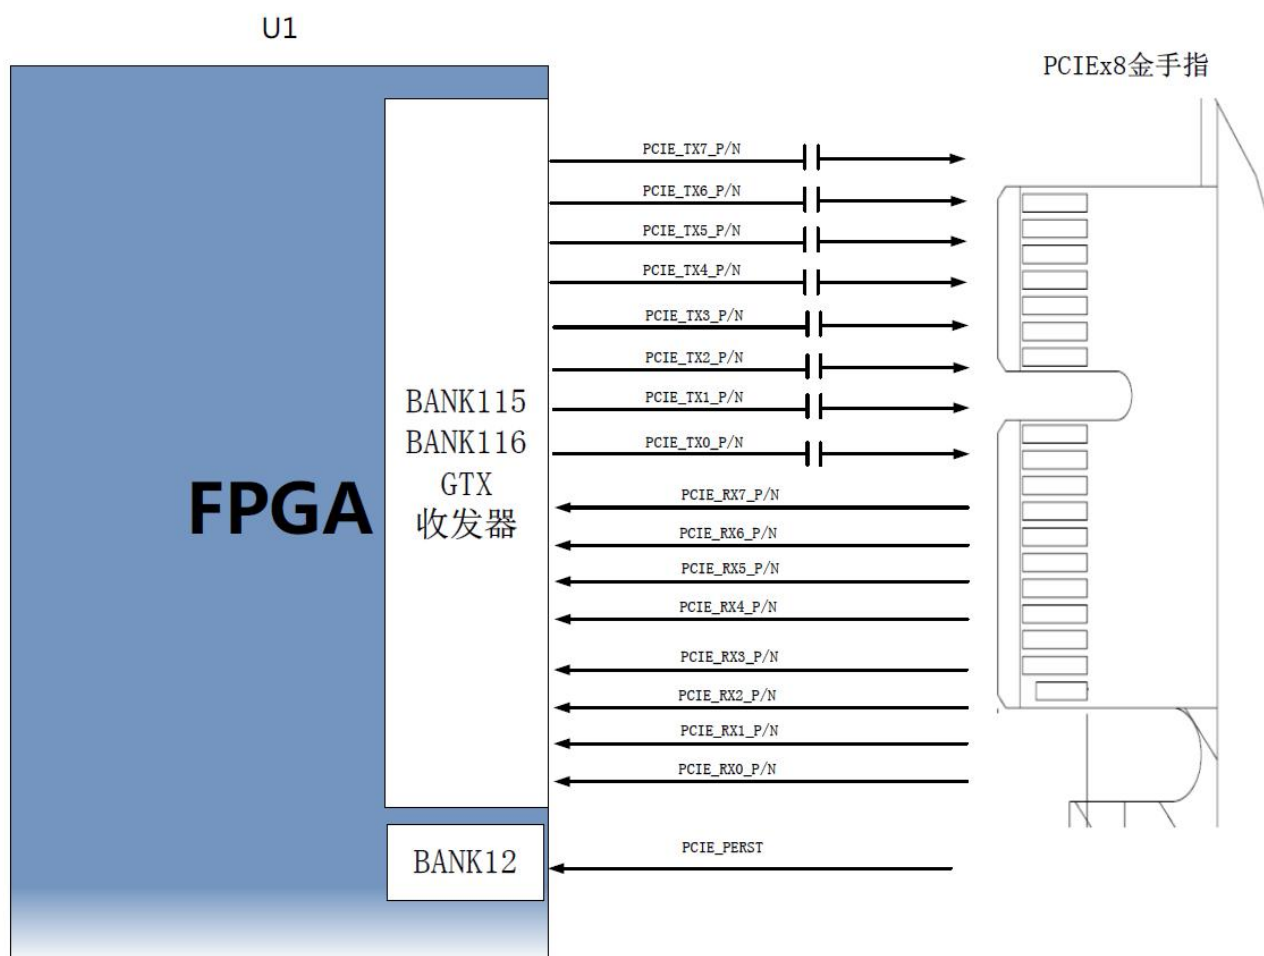 U1
PCIEx8金手指
PCIE_TX7_P/N
PCIE_TX6_P/N
PCIE_TX5_P/N
PCIE_TX4_P/N
PCIE_TX3_P/N
PCIE_TX2_P/N
PCIE_TX1_P/N
PCIE_TX0_P/N
BANK115
BANK116
GTX
收发器
FPGA
PCIE_RX7_P/N
PCIE_RX6_P/N
PCIE_RX5_P/N
PCIE_RX4_P/N
PCIE_RX3_P/N
PCIE_RX2_P/N
PCIE_RX1_P/N
PCIE_RX0_P/N
BANK12
PCIE_PERST